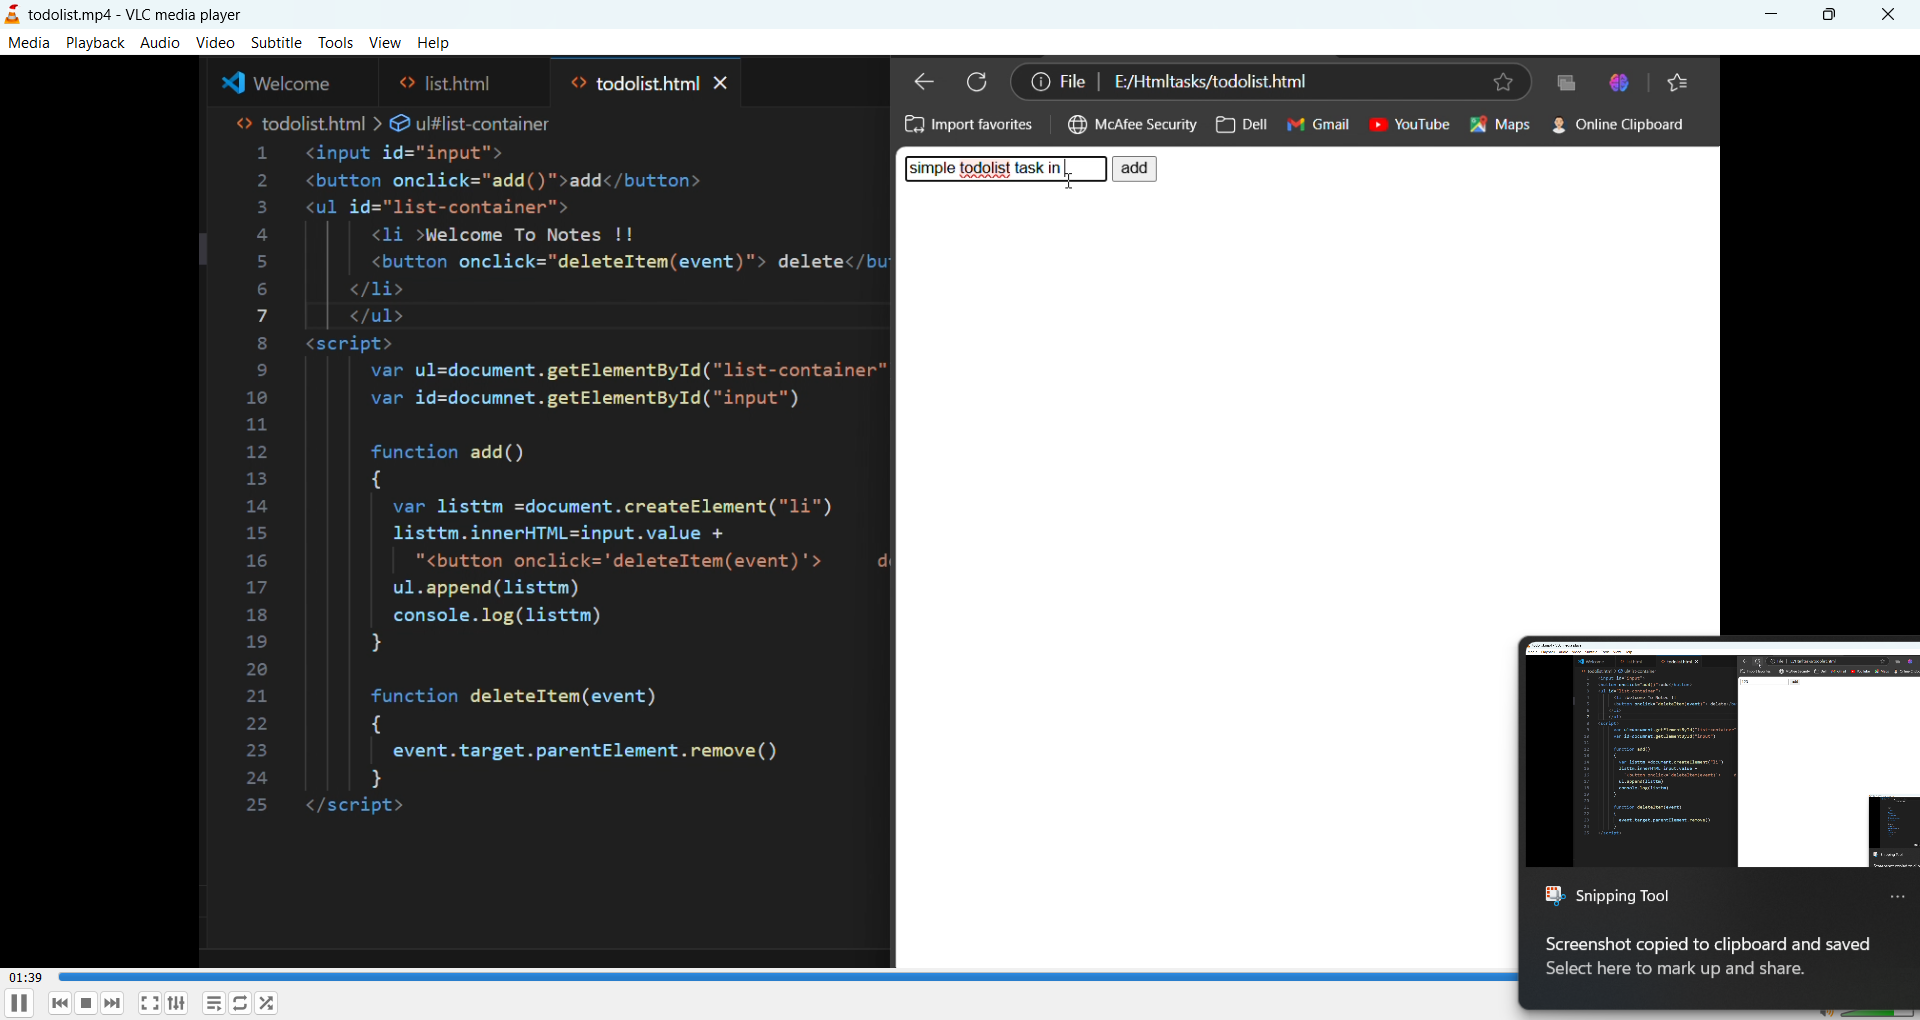 todolist.mp4 - VLC media player
Media Playback Audio Video Subtitle Tools View Help
Welcome list.html todolist.html
File E:/Htmltasks/todolist.html
todolist.html > ul#list-container
Import favorites McAfee Security Dell Gmail YouTube Maps Online Clipboard
simple todolist task in add
1 <input id="input">
2 <button onclick="add()">add</button>
3 <ul id="list-container">
4 <li >Welcome To Notes !!
5 <button onclick="deleteItem(event)"> delete</but
6 </li>
7 </ul>
8 <script>
9 var ul=document.getElementById("list-container"
10 var id=documnet.getElementById("input")
11
12 function add()
13 {
14 var listtm =document.createElement("li")
15 listtm.innerHTML=input.value +
16 "<button onclick='deleteItem(event)'> de
17 ul.append(listtm)
18 console.log(listtm)
19 }
20
21 function deleteItem(event)
22 {
23 event.target.parentElement.remove()
24 }
25 </script>
Snipping Tool
Screenshot copied to clipboard and saved
Select here to mark up and share.
01:39